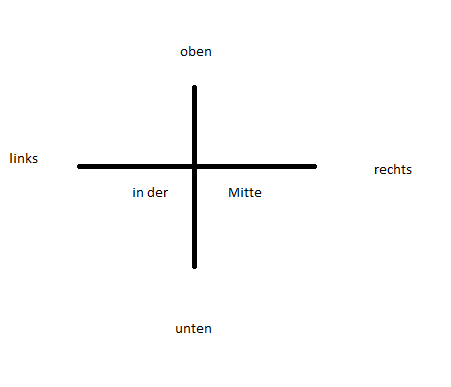 oben
links
rechts
in der Mitte
unten